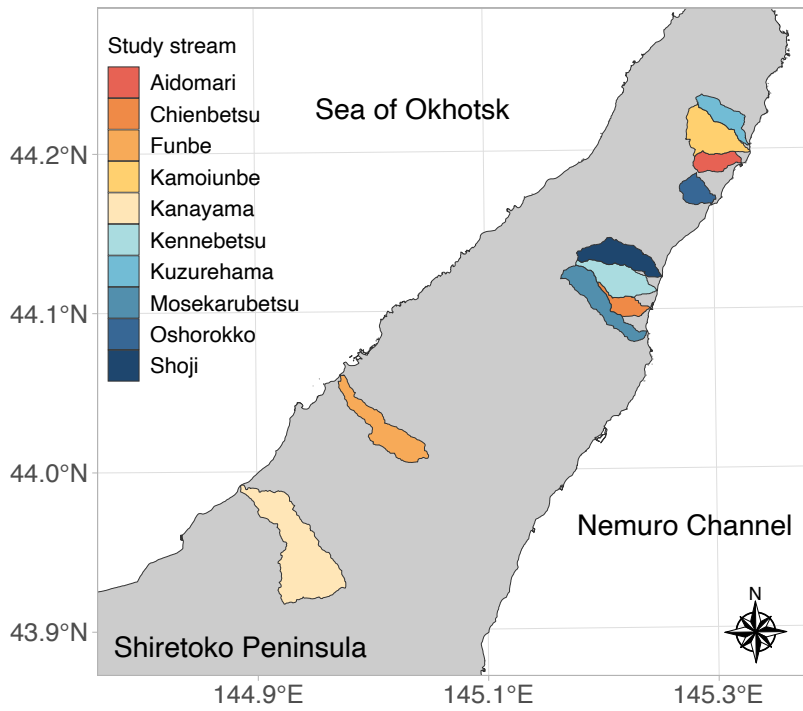 Study stream
Aidomari
Chienbetsu
Funbe
Kamoiunbe
Kanayama
Kennebetsu
Kuzurehama
Mosekarubetsu
Oshorokko
Shoji
Sea of Okhotsk
44.2°N
44.1°N
44.0°N
43.9°N
Nemuro Channel
N
Shiretoko Peninsula
144.9°E
145.1°E
145.3°E